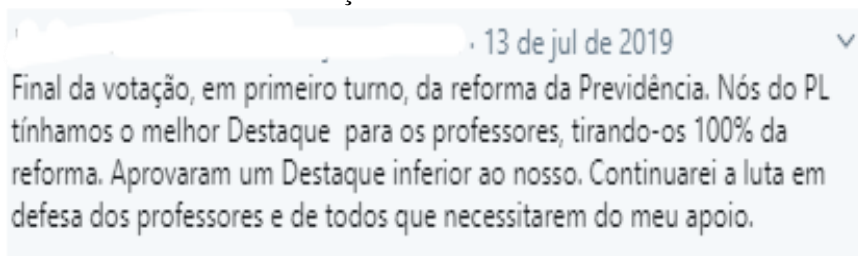 · 13 de jul de 2019
Final da votação, em primeiro turno, da reforma da Previdência. Nós do PL
tínhamos o melhor Destaque para os professores, tirando-os 100% da
reforma. Aprovaram um Destaque inferior ao nosso. Continuarei a luta em
defesa dos professores e de todos que necessitarem do meu apoio.